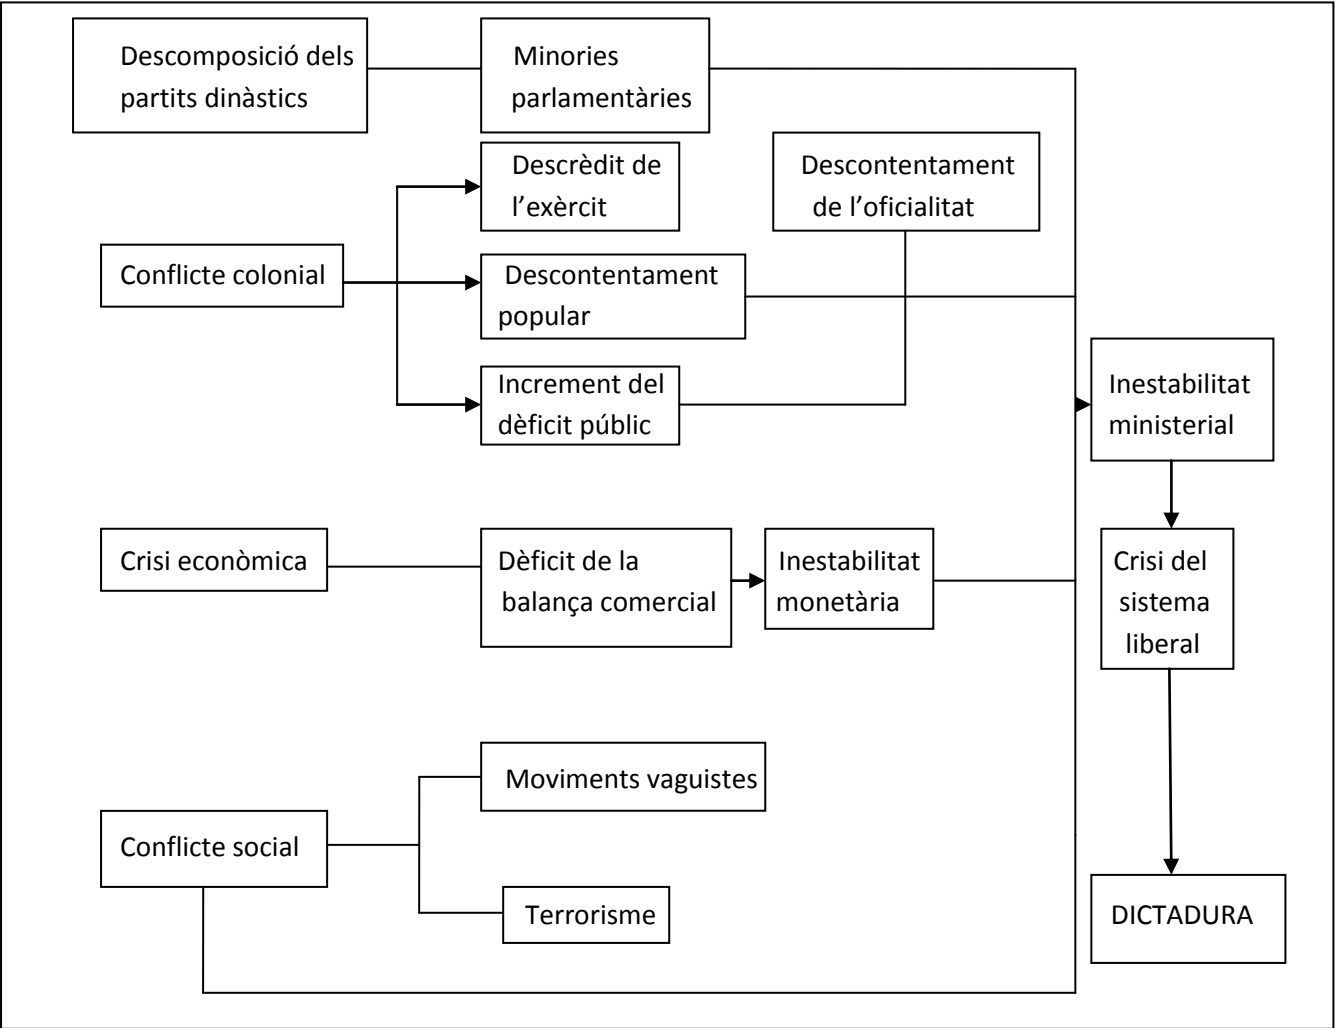 Descomposició dels
partits dinàstics
Minories
parlamentàries
Descrèdit de
l’exèrcit
Descontentament
de l’oficialitat
Conflicte colonial
Descontentament
popular
Increment del
dèficit públic
Inestabilitat
ministerial
Crisi econòmica
Dèficit de la
balança comercial
Inestabilitat
monetària
Crisi del
sistema
liberal
Moviments vaguistes
Conflicte social
Terrorisme
DICTADURA